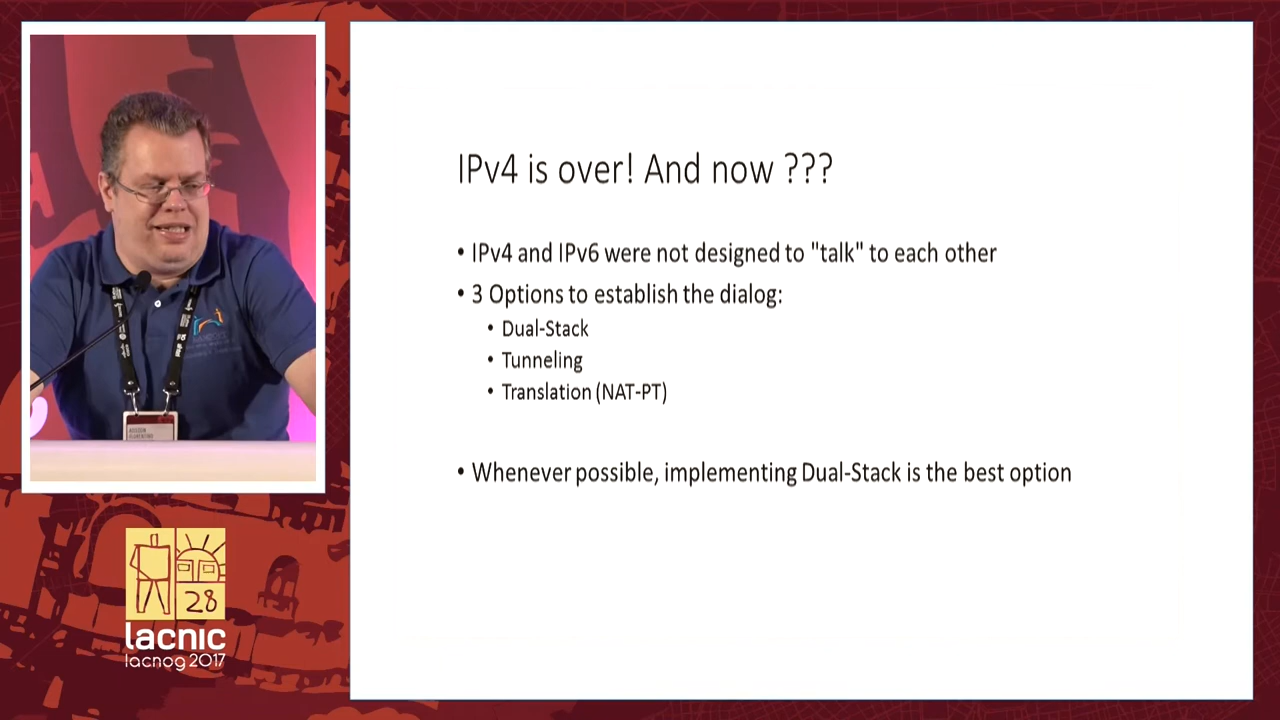 IPv4 is over! And now ???
• IPv4 and IPv6 were not designed to "talk" to each other
• 3 Options to establish the dialog:
• Dual-Stack
• Tunneling
• Translation (NAT-PT)
• Whenever possible, implementing Dual-Stack is the best option
28
lacnic
lacnog 2017